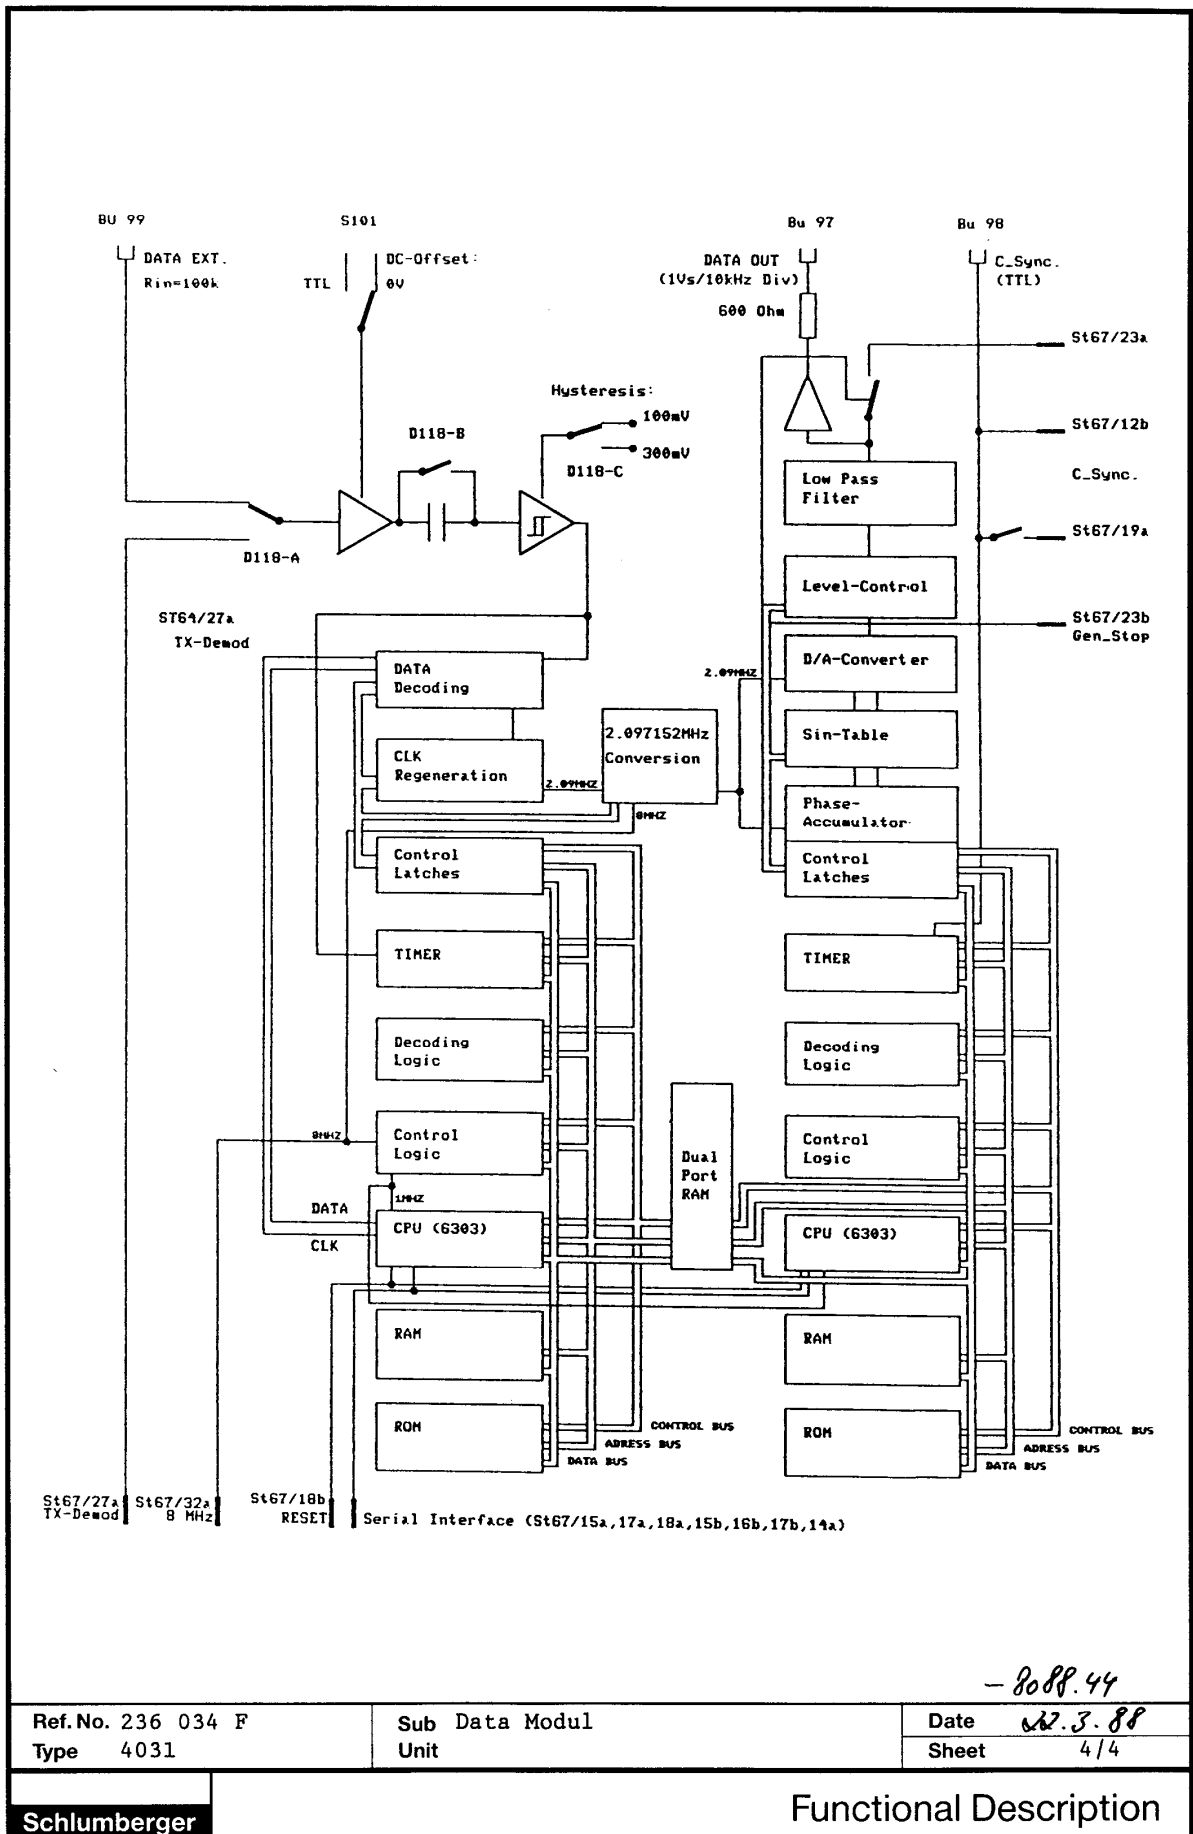 BU 99
S101
Bu 97
Bu 98
DATA EXT.
Rin=100k
DC-Offset:
TTL
0V
DATA OUT
(1Vs/10kHz Div)
600 Ohm
C_Sync.
(TTL)
St67/23a
Hysteresis:
100mV
300mV
D118-B
D118-C
St67/12b
C_Sync.
Low Pass
Filter
St67/19a
D118-A
Level-Control
ST64/27a
TX-Demod
St67/23b
Gen_Stop
DATA
Decoding
2.09MHZ
D/A-Converter
2.097152MHz
Conversion
Sin-Table
CLK
Regeneration
2.09MHZ
8MHZ
Phase-
Accumulator
Control
Latches
Control
Latches
TIMER
TIMER
Decoding
Logic
Decoding
Logic
8MHZ
Control
Logic
Dual
Port
RAM
Control
Logic
1MHZ
DATA
CLK
CPU (6303)
CPU (6303)
RAM
RAM
ROM
ROM
CONTROL BUS
ADRESS BUS
DATA BUS
CONTROL BUS
ADRESS BUS
DATA BUS
St67/27a
TX-Demod
St67/32a
8 MHz
St67/18b
RESET
Serial Interface (St67/15a,17a,18a,15b,16b,17b,14a)
- 8088.44
Ref. No. 236 034 F
Type 4031
Sub Data Modul
Unit
Date 22.3.88
Sheet 4/4
Schlumberger
Functional Description